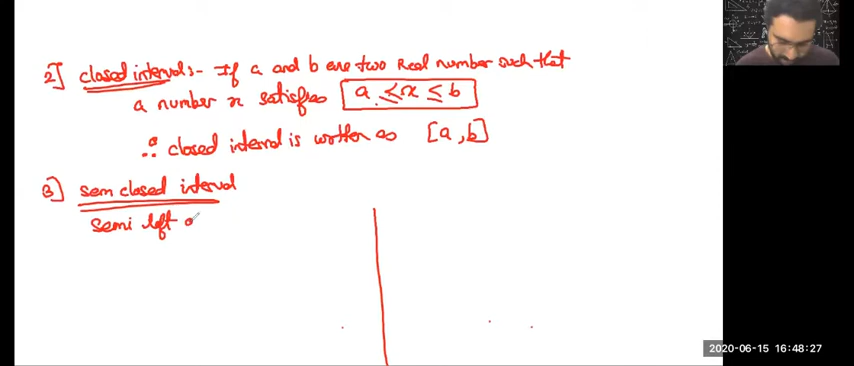 2] closed intervals - If a and b are two Real number such that
a number x satisfies a ≤ x ≤ b
∴ closed interval is written as [a, b]
3] sem closed interval
semi left o
2020-06-15 16:48:27